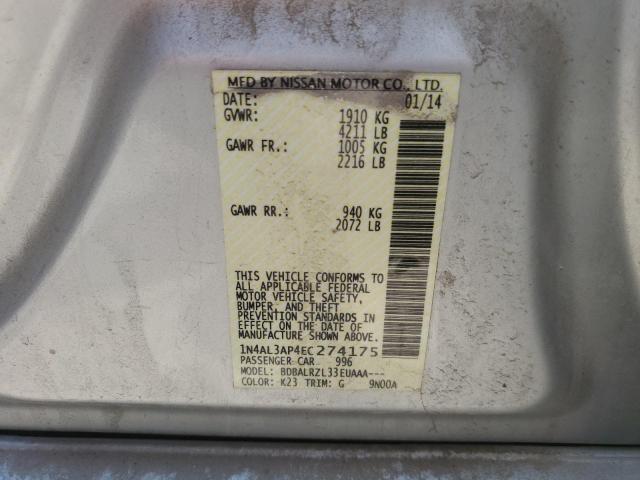 MFD BY NISSAN MOTOR CO., LTD.
DATE: 01/14
GVWR: 1910 KG
4211 LB
GAWR FR.: 1005 KG
2216 LB
GAWR RR.: 940 KG
2072 LB
THIS VEHICLE CONFORMS TO
ALL APPLICABLE FEDERAL
MOTOR VEHICLE SAFETY,
BUMPER, AND THEFT
PREVENTION STANDARDS IN
EFFECT ON THE DATE OF
MANUFACTURE SHOWN ABOVE.
1N4AL3AP4EC274175
PASSENGER CAR 996
MODEL: BDBALRZL33EUAAA---
COLOR: K23 TRIM: G 9N00A